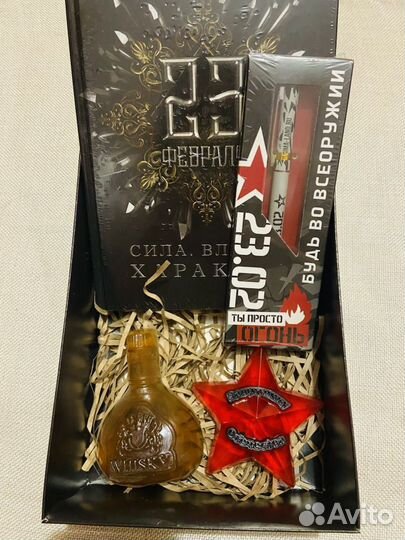 23
ФЕВРАЛЯ
СИЛА. ВЛ
ХАРАК
БУДЬ ВО ВСЕОРУЖИИ
23.02
ТЫ ПРОСТО
ОГОНЬ
WHISKY
Avito